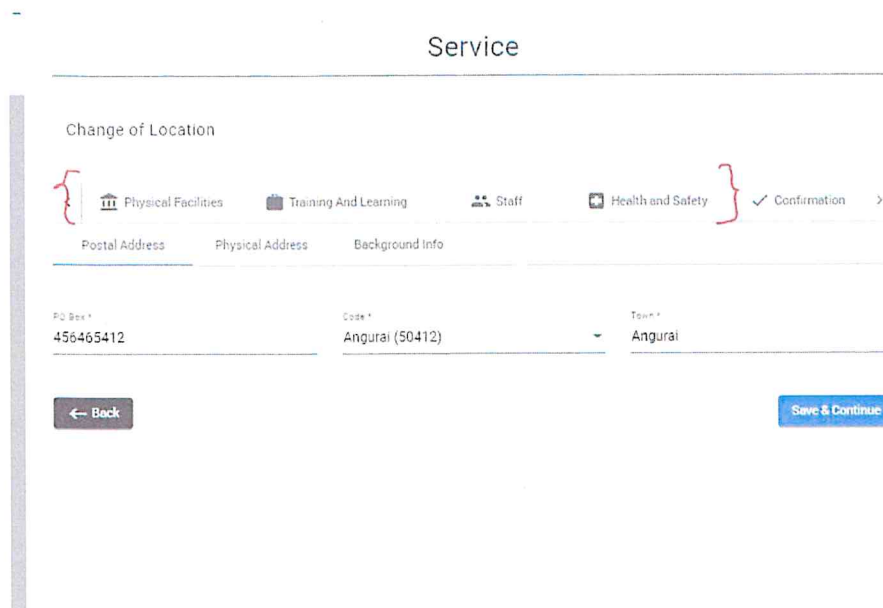 Service
Change of Location
Physical Facilities Training And Learning Staff Health and Safety Confirmation
Postal Address Physical Address Background Info
PO Box * Code * Town *
456465412 Angurai (50412) Angurai
← Back Save & Continue